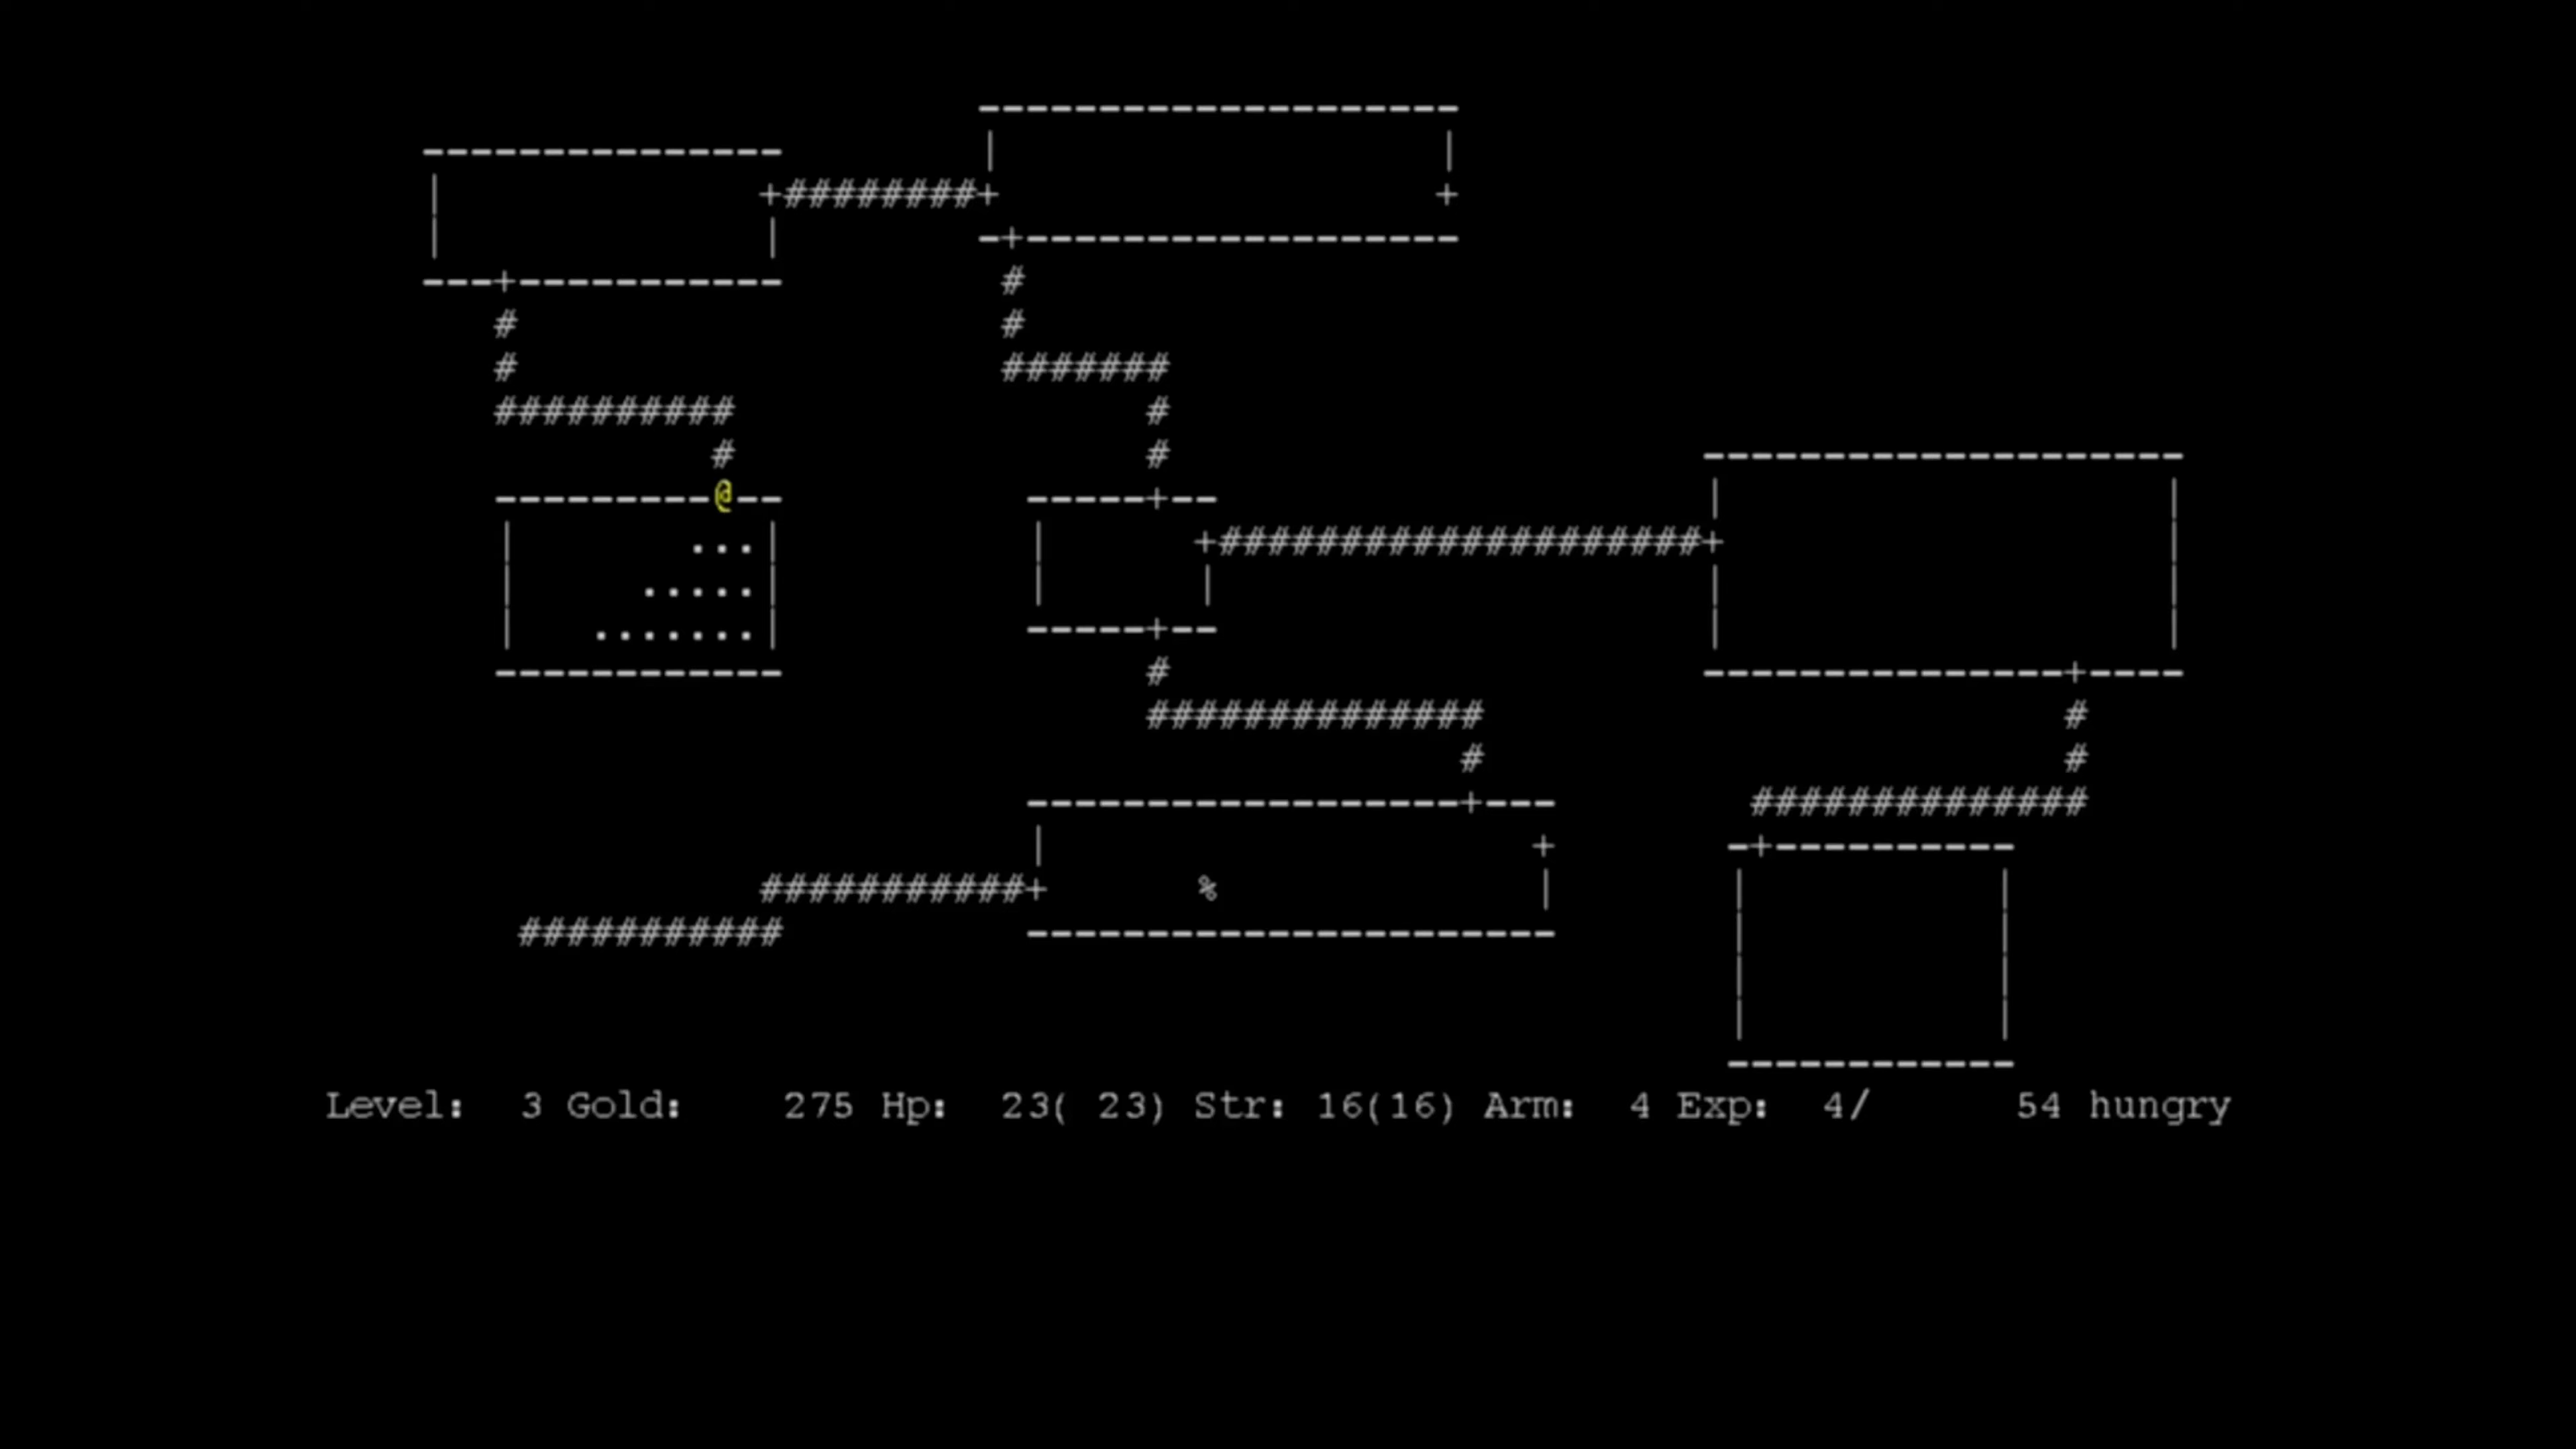 --------------------
    ---------------        |                  |
    |             +########+                  +
    |             |        -+------------------
    ---+-----------         #
       #                    #
       #                    #######
       ##########                 #
                #                 #                      --------------------
       ---------@--          -----+--                    |                  |
       |       ...|          |      +####################+                  |
       |     .....|          |      |                    |                  |
       |   .......|          -----+--                    |                  |
       ------------               #                      ---------------+----
                                  ##############                        #
                                               #                        #
                             ------------------+---        ##############
                             |                    +       -+----------
                  ###########+      %             |       |          |
        ###########          ----------------------       |          |
                                                          |          |
                                                          |          |
                                                          ------------
Level:  3 Gold:    275 Hp:  23( 23) Str: 16(16) Arm:  4 Exp:  4/      54 hungry